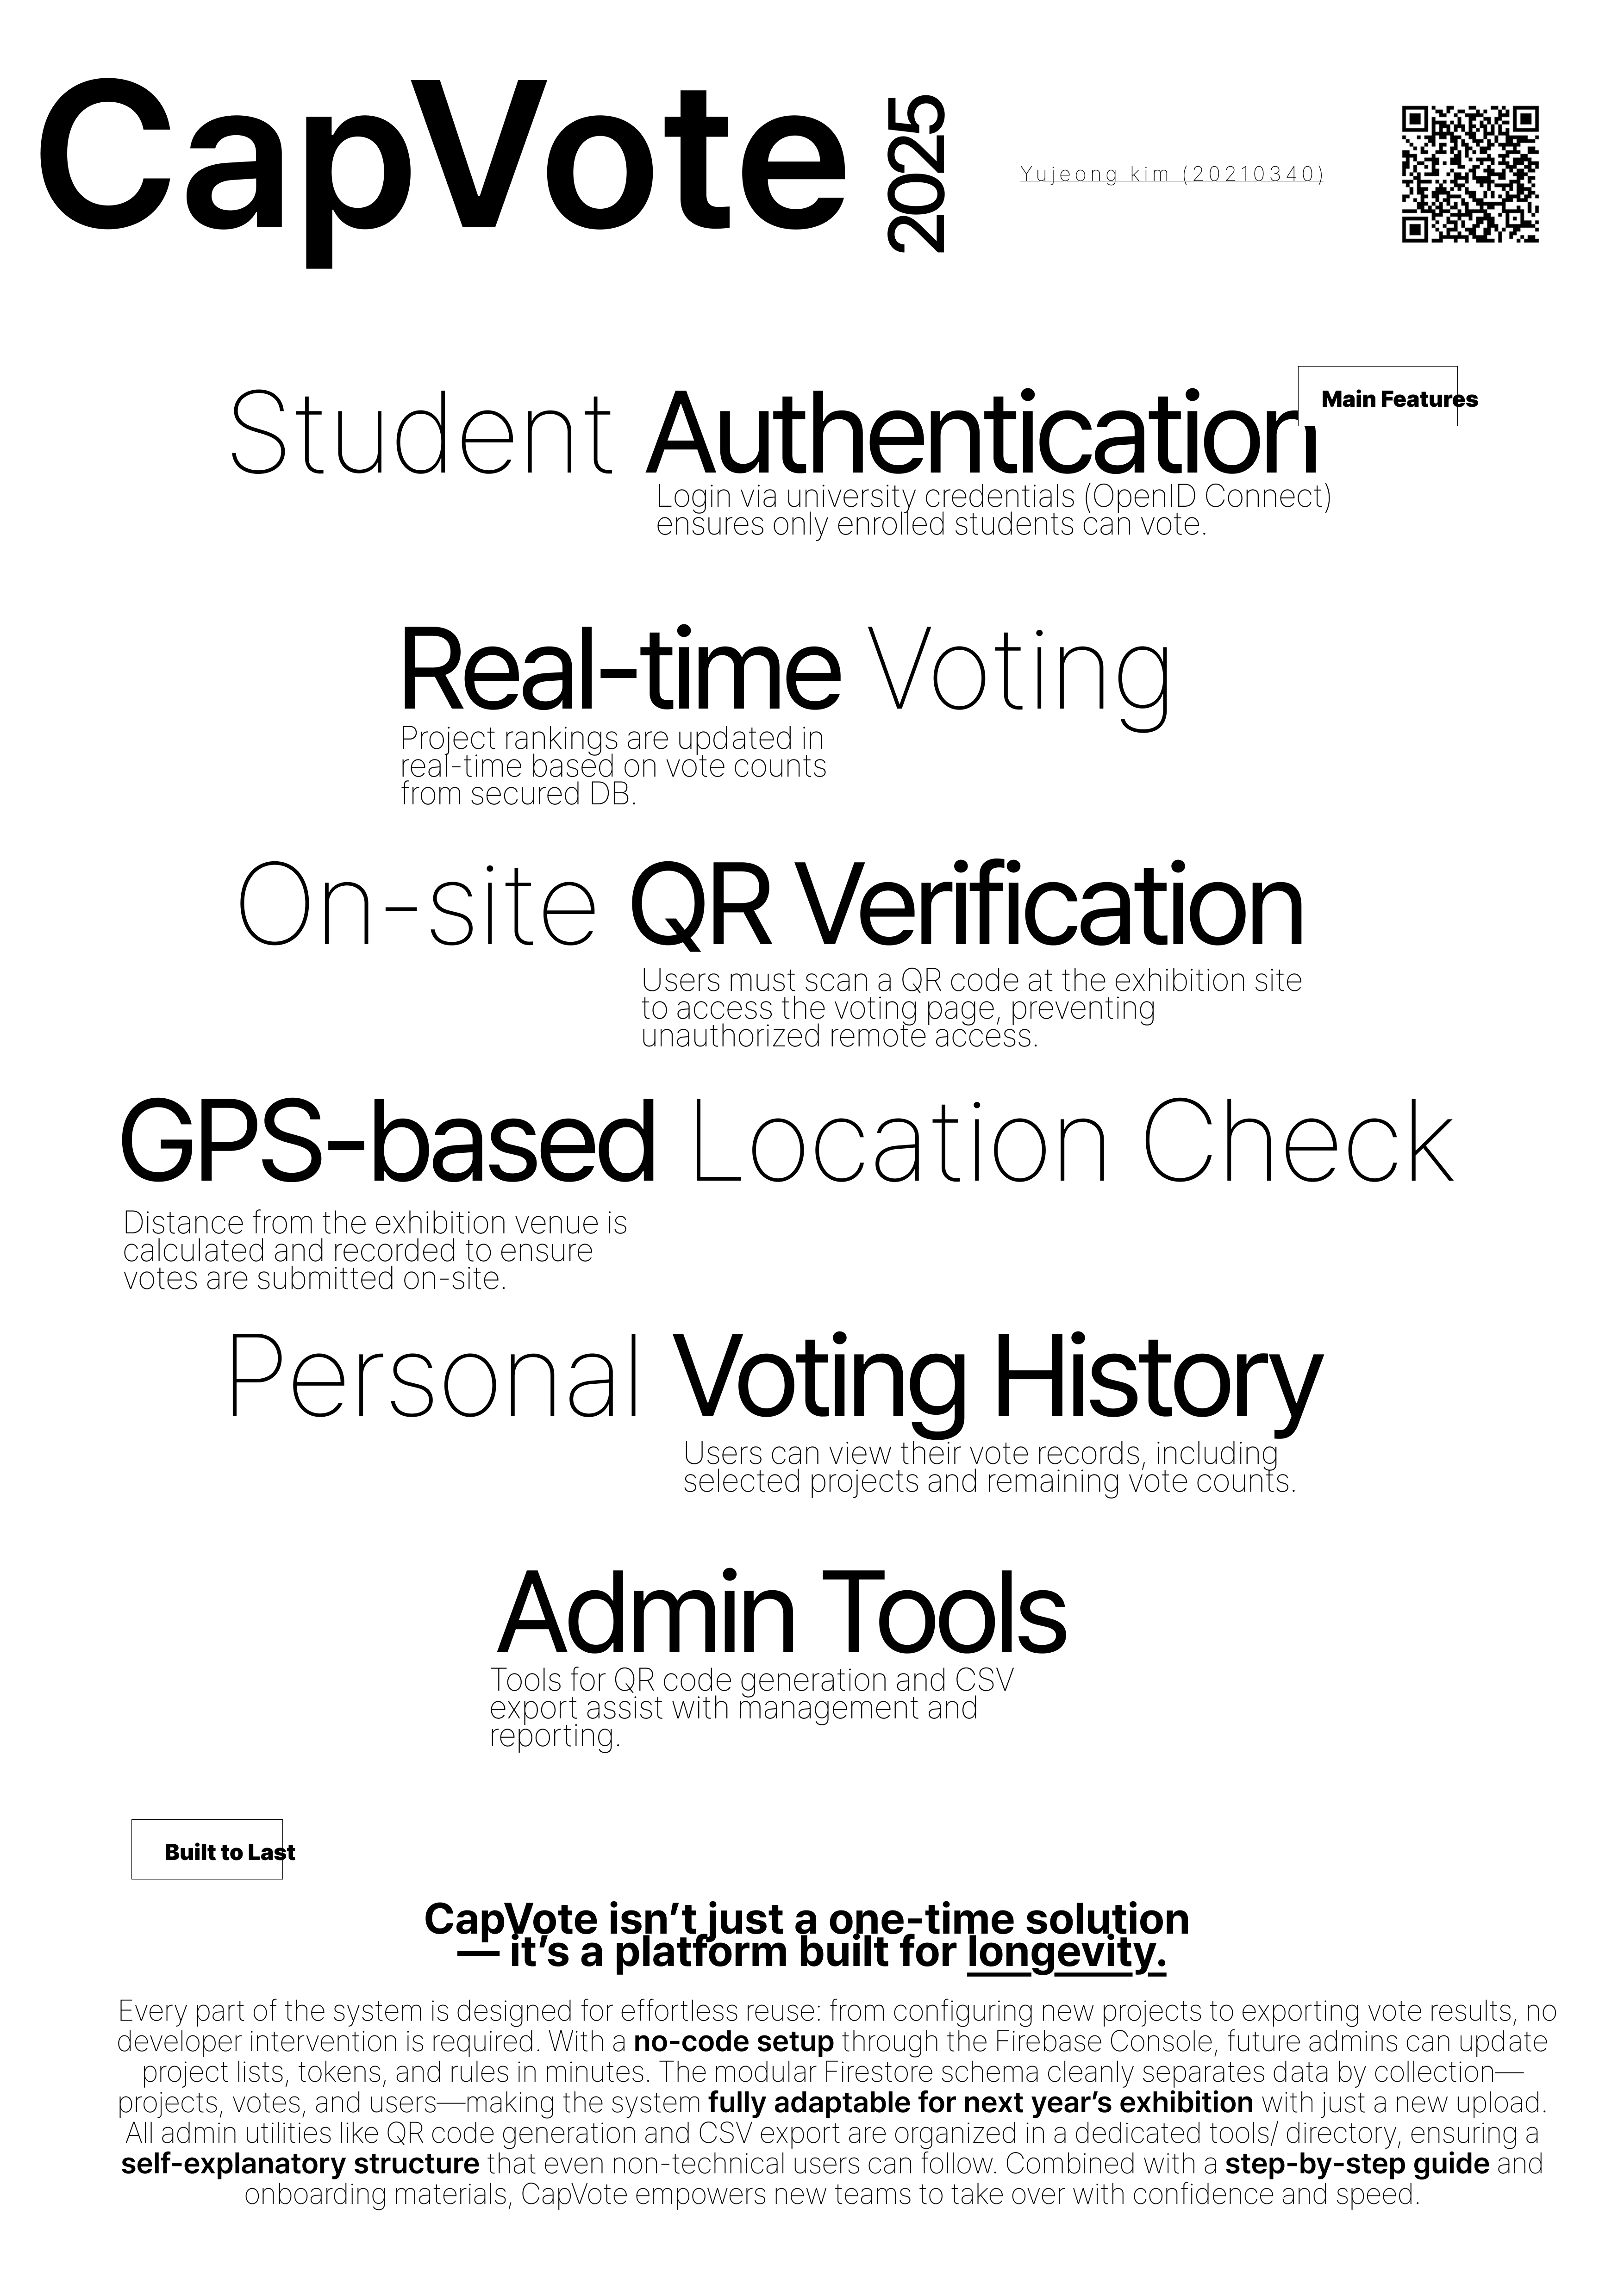 CapVote 2025
Yujeong kim (20210340)
Main Features
Student Authentication
Login via university credentials (OpenID Connect)
ensures only enrolled students can vote.
Real-time Voting
Project rankings are updated in
real-time based on vote counts
from secured DB.
On-site QR Verification
Users must scan a QR code at the exhibition site
to access the voting page, preventing
unauthorized remote access.
GPS-based Location Check
Distance from the exhibition venue is
calculated and recorded to ensure
votes are submitted on-site.
Personal Voting History
Users can view their vote records, including
selected projects and remaining vote counts.
Admin Tools
Tools for QR code generation and CSV
export assist with management and
reporting.
Built to Last
CapVote isn’t just a one-time solution
— it’s a platform built for longevity.
Every part of the system is designed for effortless reuse: from configuring new projects to exporting vote results, no
developer intervention is required. With a no-code setup through the Firebase Console, future admins can update
project lists, tokens, and rules in minutes. The modular Firestore schema cleanly separates data by collection—
projects, votes, and users—making the system fully adaptable for next year’s exhibition with just a new upload.
All admin utilities like QR code generation and CSV export are organized in a dedicated tools/ directory, ensuring a
self-explanatory structure that even non-technical users can follow. Combined with a step-by-step guide and
onboarding materials, CapVote empowers new teams to take over with confidence and speed.